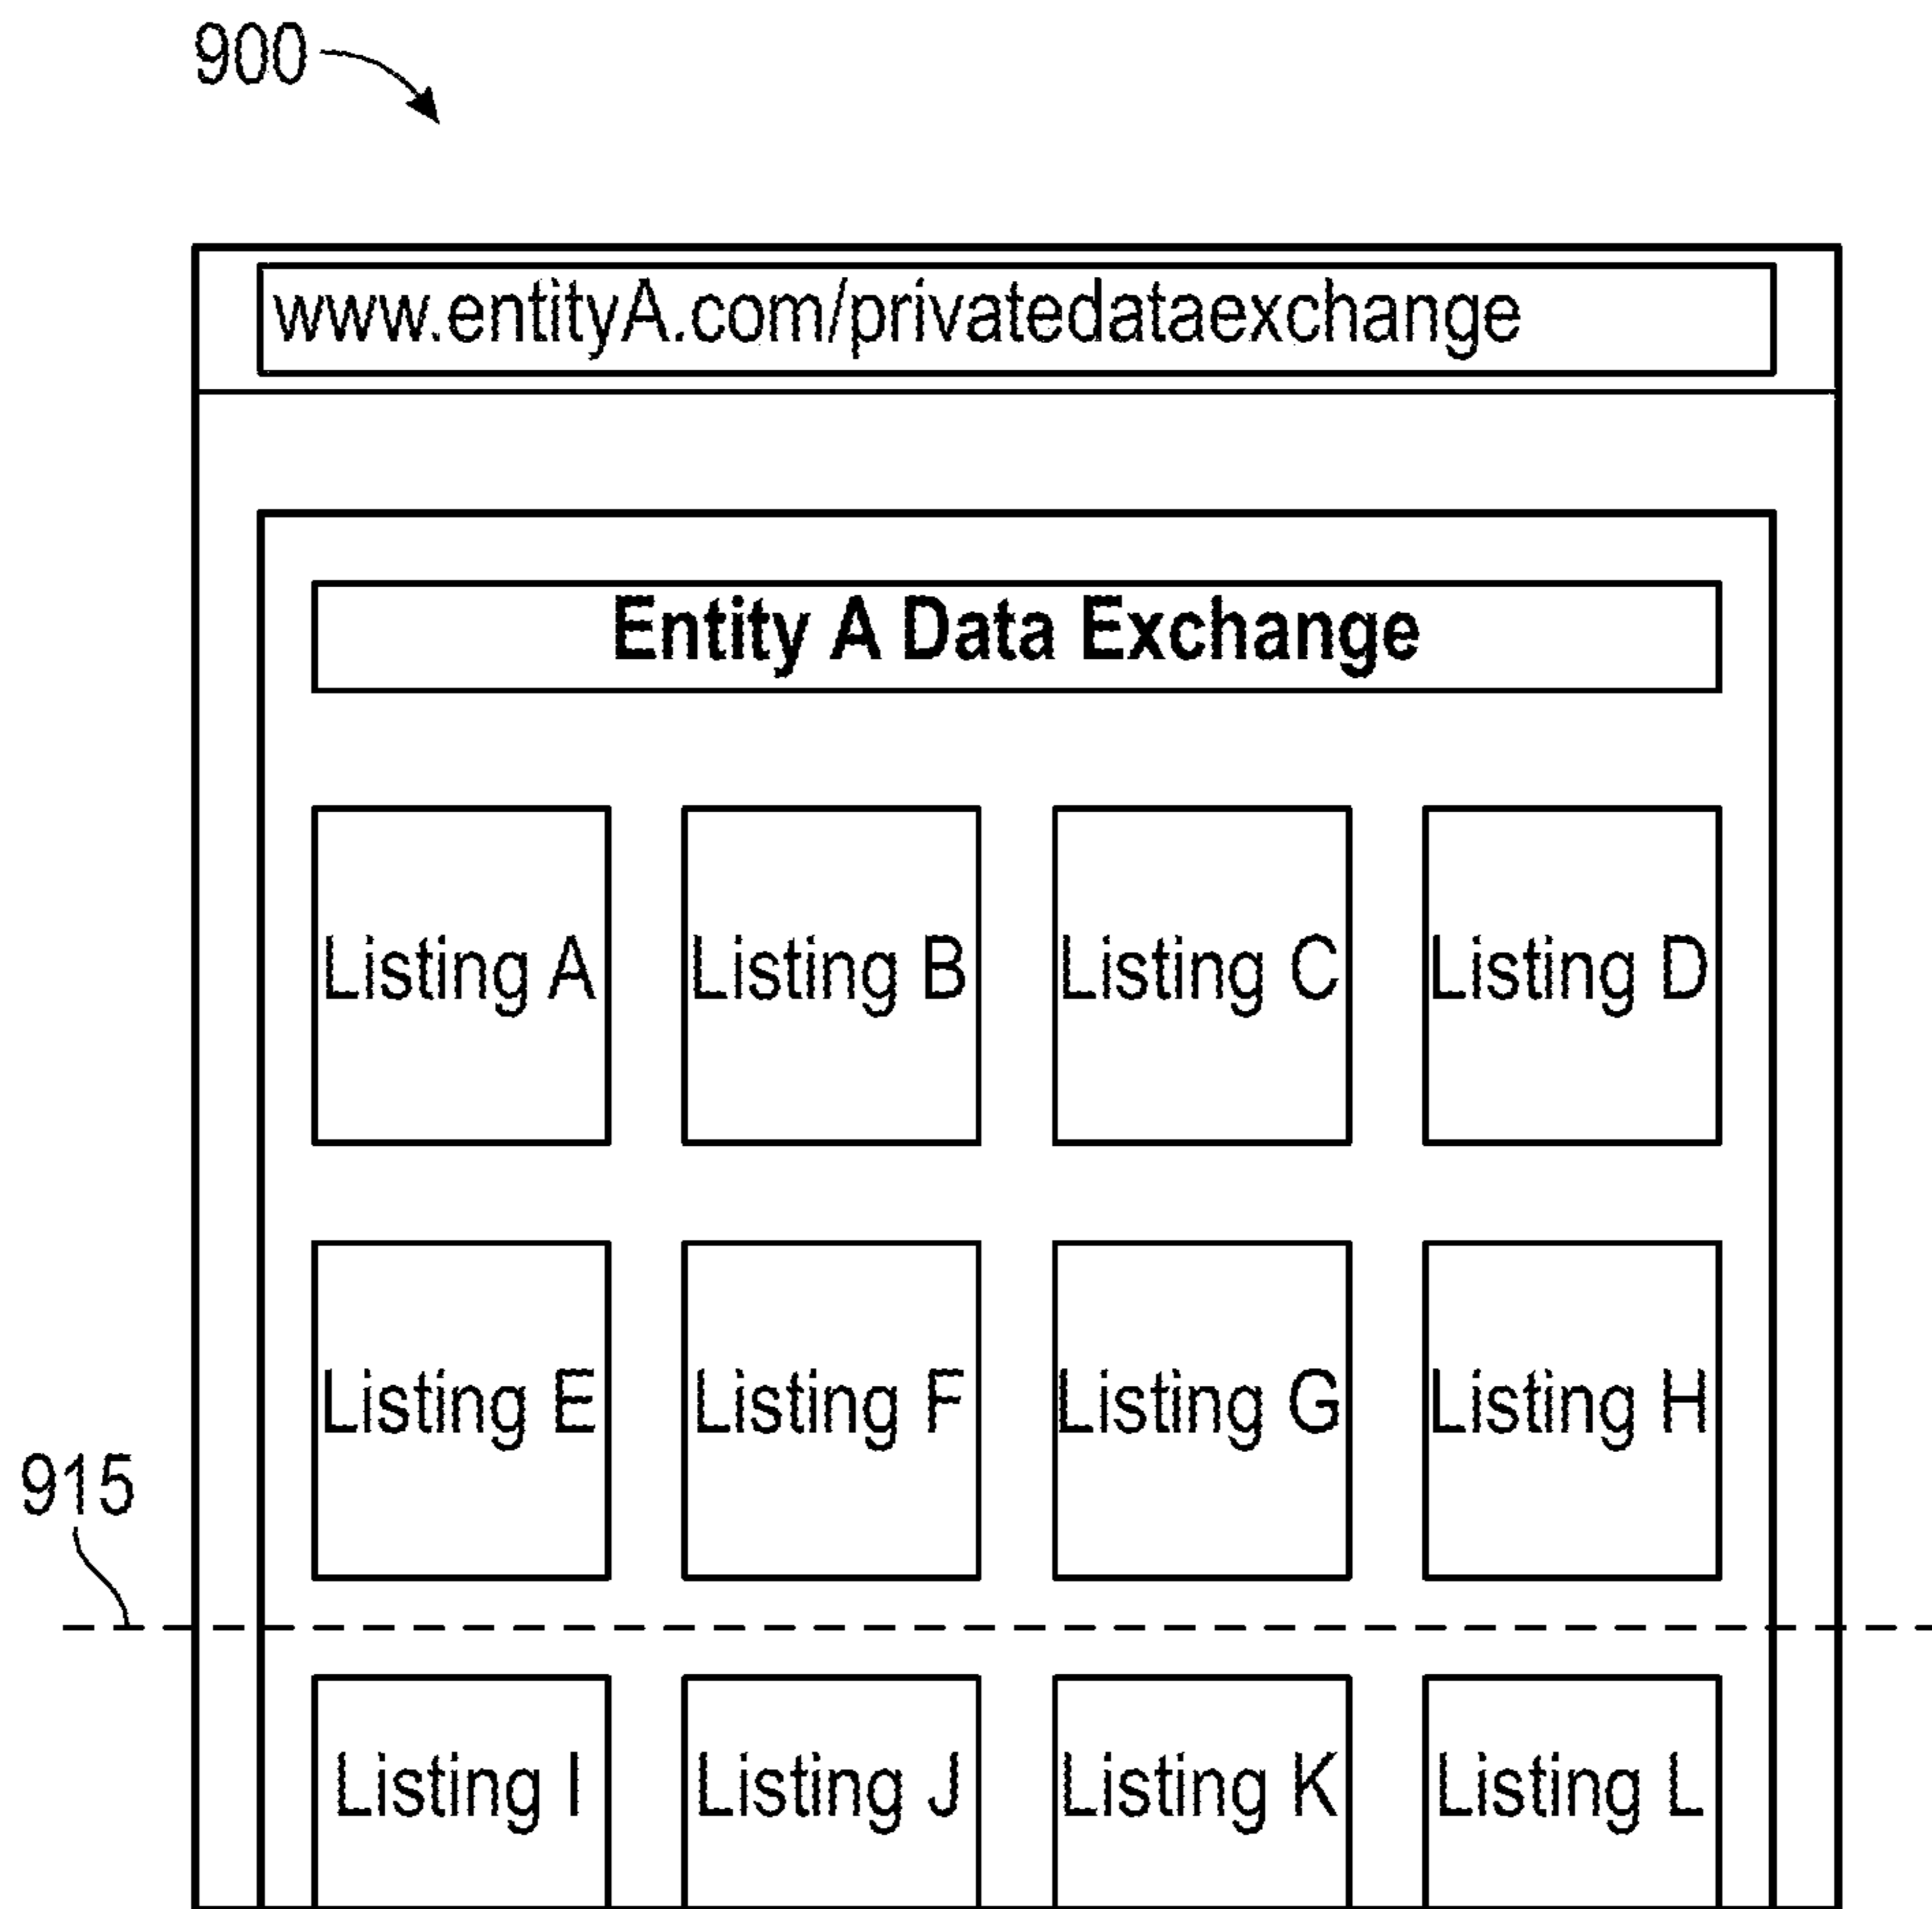 900
www.entityA.com/privatedataexchange
Entity A Data Exchange
Listing A Listing B Listing C Listing D
Listing E Listing F Listing G Listing H
915
Listing I Listing J Listing K Listing L